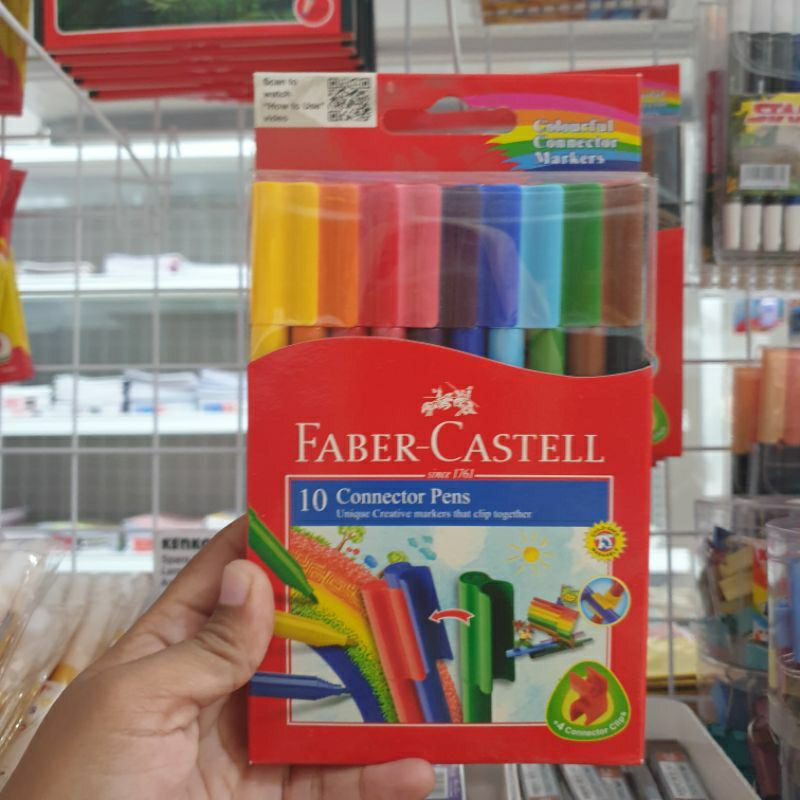 Scan to
watch
"How to Use"
video
Colourful
Connector
Markers
FABER-CASTELL
since 1761
10 Connector Pens
Unique Creative markers that clip together
+4 Connector Clips
KENKO